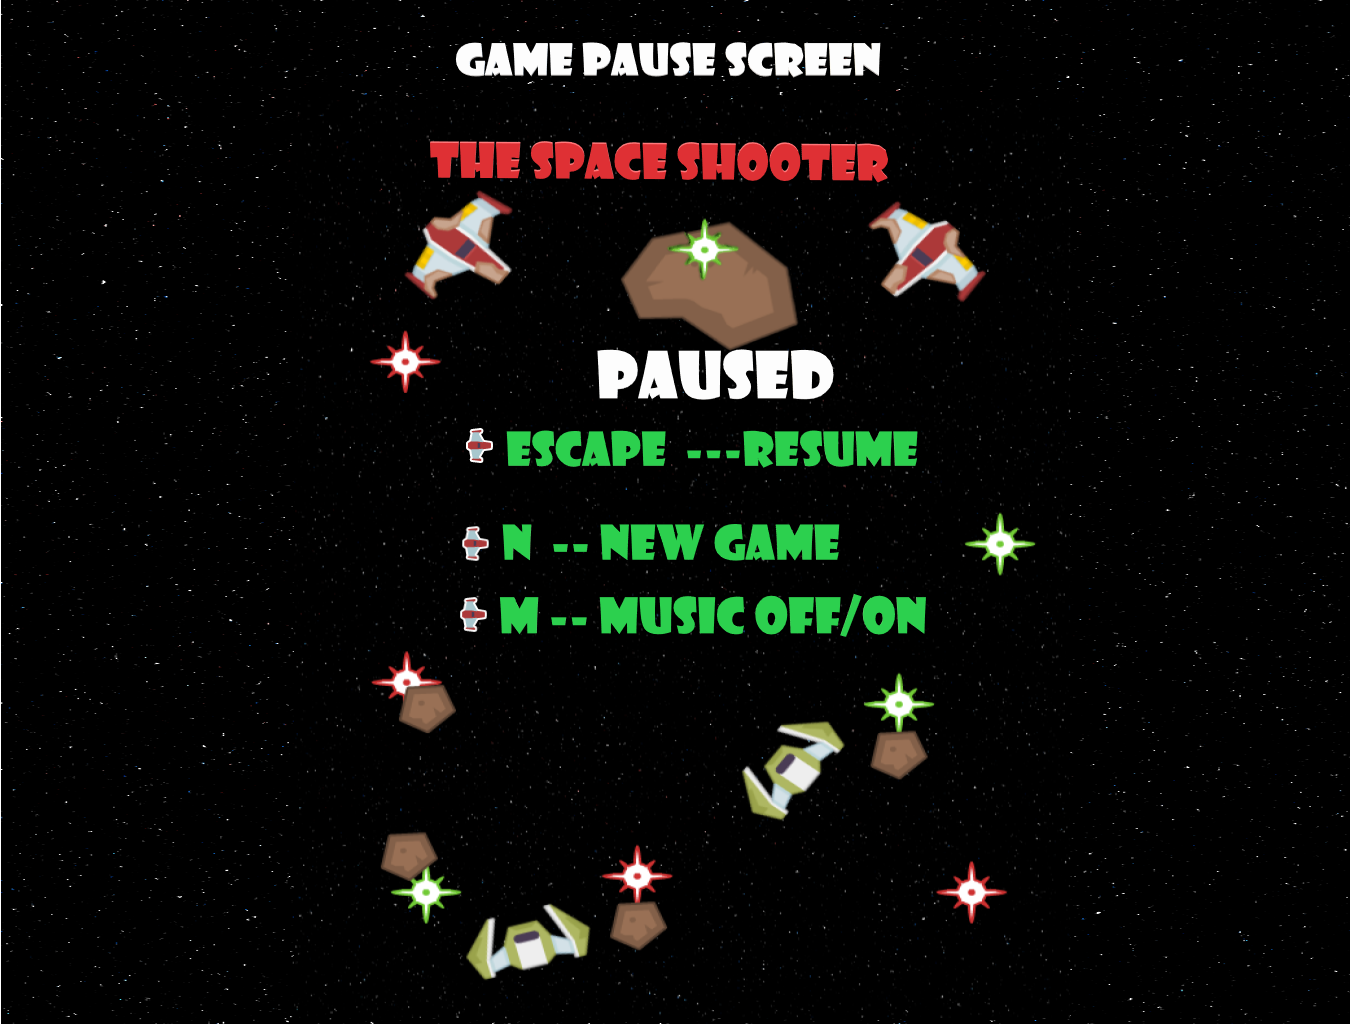 GAME PAUSE SCREEN
THE SPACE SHOOTER
PAUSED
ESCAPE ---RESUME
N -- NEW GAME
M -- MUSIC OFF/ON